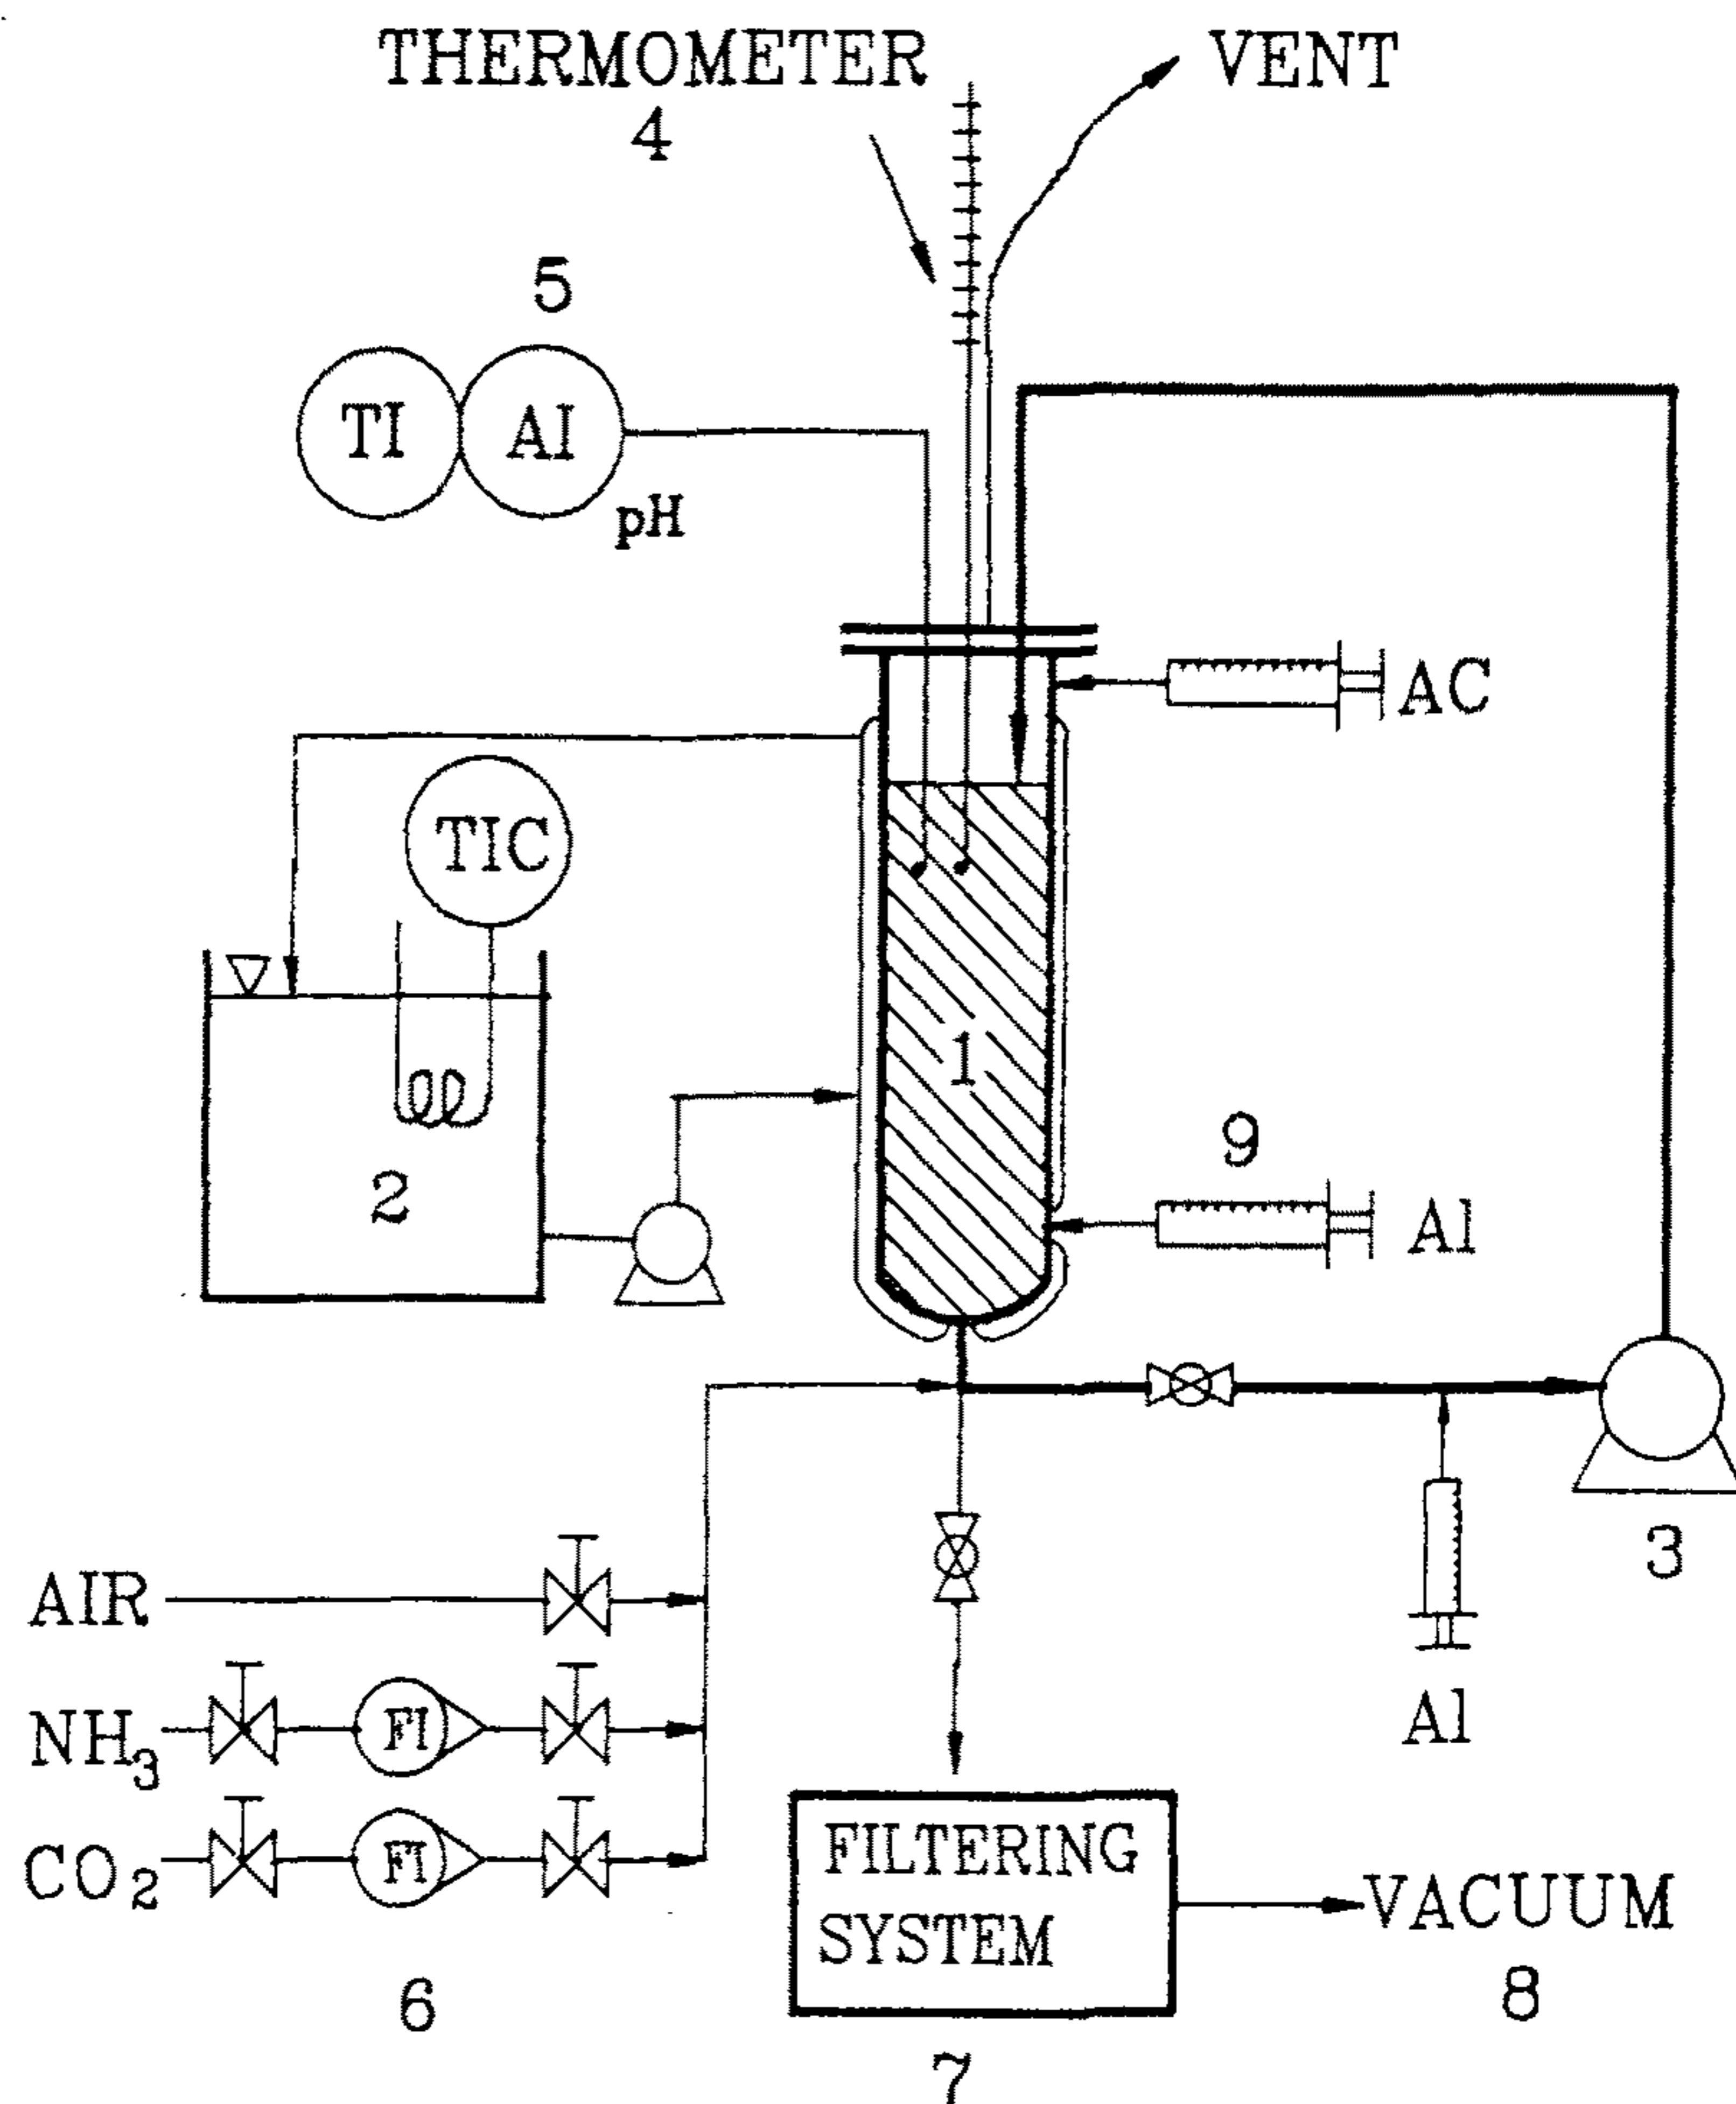 THERMOMETER
4
VENT
5
TI
AI
pH
AC
TIC
1
2
9
Al
3
Al
AIR
NH₃
FI
CO₂
FI
6
FILTERING
SYSTEM
7
VACUUM
8